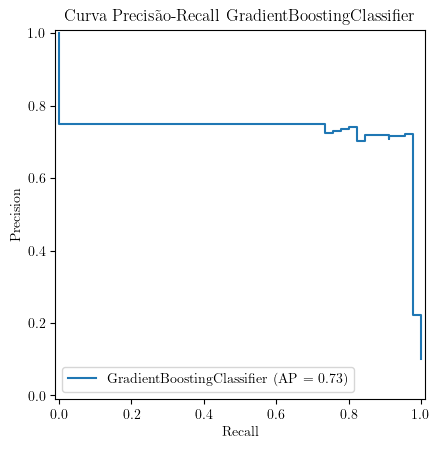 Curva Precisão-Recall GradientBoostingClassifier
1.0
0.8
0.6
0.4
0.2
0.0
Precision
GradientBoostingClassifier (AP = 0.73)
0.0 0.2 0.4 0.6 0.8 1.0
Recall